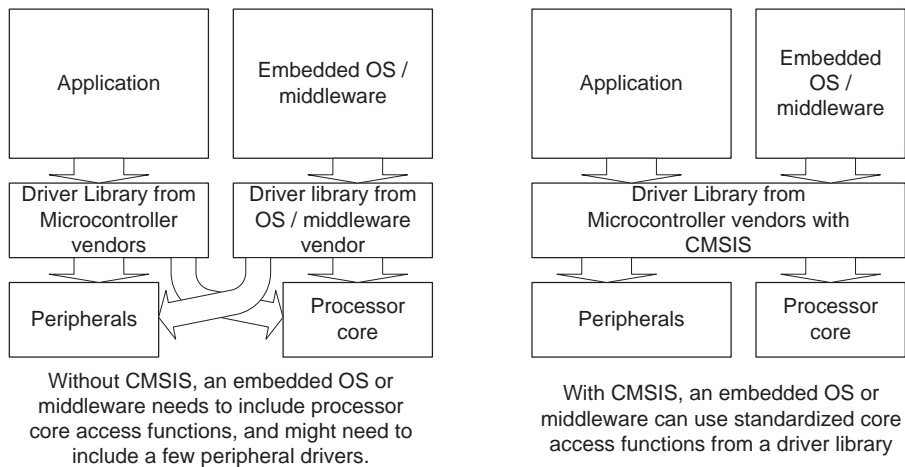 Application
Embedded OS /
middleware
Driver Library from
Microcontroller
vendors
Driver library from
OS / middleware
vendor
Peripherals
Processor
core
Without CMSIS, an embedded OS or
middleware needs to include processor
core access functions, and might need to
include a few peripheral drivers.
Application
Embedded
OS /
middleware
Driver Library from
Microcontroller vendors with
CMSIS
Peripherals
Processor
core
With CMSIS, an embedded OS or
middleware can use standardized core
access functions from a driver library